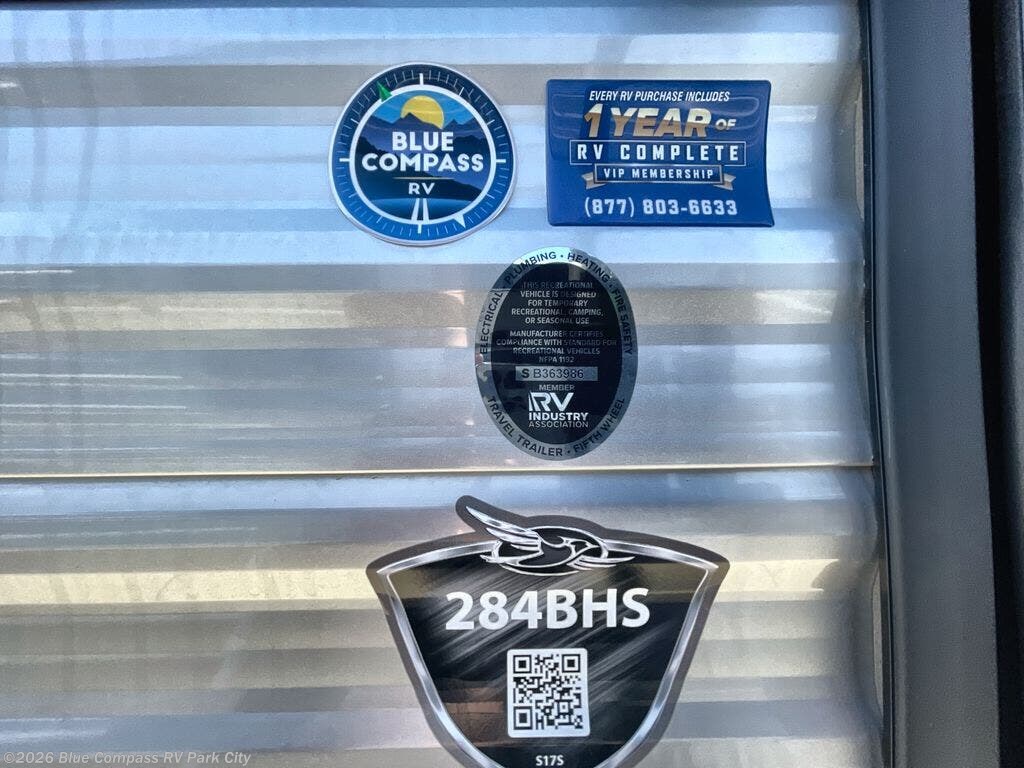 BLUE
COMPASS
RV
EVERY RV PURCHASE INCLUDES
1 YEAR OF
RV COMPLETE
VIP MEMBERSHIP
(877) 803-6633
ELECTRICAL · PLUMBING · HEATING · FIRE SAFETY
THIS RECREATIONAL
VEHICLE IS DESIGNED
FOR TEMPORARY
RECREATIONAL, CAMPING,
OR SEASONAL USE
MANUFACTURER CERTIFIES
COMPLIANCE WITH STANDARD FOR
RECREATIONAL VEHICLES
NFPA 1192
S B363986
MEMBER
RV
INDUSTRY
ASSOCIATION
TRAVEL TRAILER · FIFTH WHEEL
284BHS
S17S
©2026 Blue Compass RV Park City